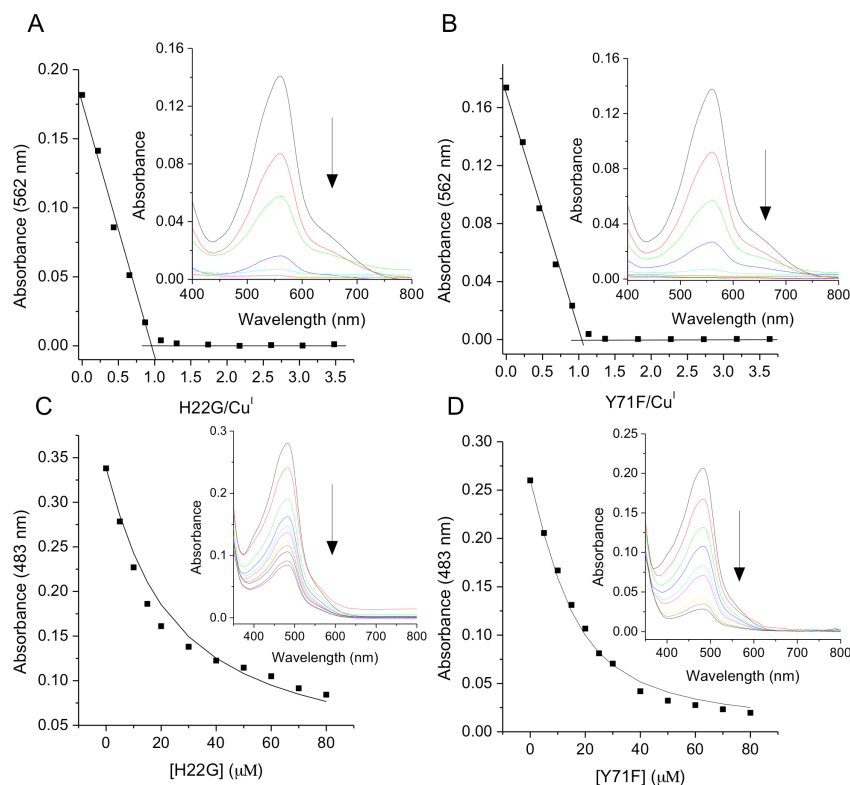 A
Absorbance (562 nm)
0.20
0.15
0.10
0.05
0.00
0.0 0.5 1.0 1.5 2.0 2.5 3.0 3.5
H22G/Cu^I
Absorbance
0.16
0.12
0.08
0.04
0.00
400 500 600 700 800
Wavelength (nm)
B
Absorbance (562 nm)
0.16
0.12
0.08
0.04
0.00
0.0 0.5 1.0 1.5 2.0 2.5 3.0 3.5
Y71F/Cu^I
Absorbance
0.16
0.12
0.08
0.04
0.00
400 500 600 700 800
Wavelength (nm)
C
Absorbance (483 nm)
0.35
0.30
0.25
0.20
0.15
0.10
0.05
0 20 40 60 80
[H22G] (μM)
Absorbance
0.3
0.2
0.1
0.0
400 500 600 700 800
Wavelength (nm)
D
Absorbance (483 nm)
0.30
0.25
0.20
0.15
0.10
0.05
0.00
0 20 40 60 80
[Y71F] (μM)
Absorbance
0.25
0.20
0.15
0.10
0.05
0.00
400 500 600 700 800
Wavelength (nm)